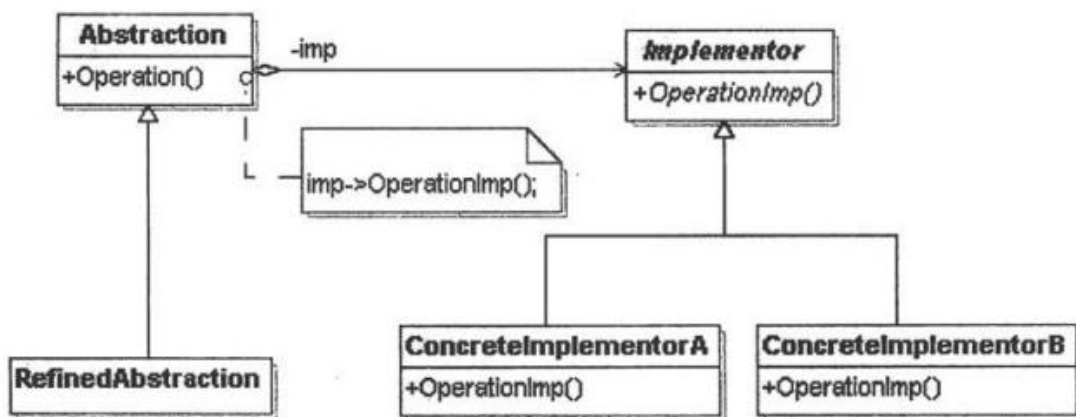 Abstraction
+Operation()
-imp
Implementor
+OperationImp()
imp->OperationImp();
RefinedAbstraction
ConcreteImplementorA
+OperationImp()
ConcreteImplementorB
+OperationImp()